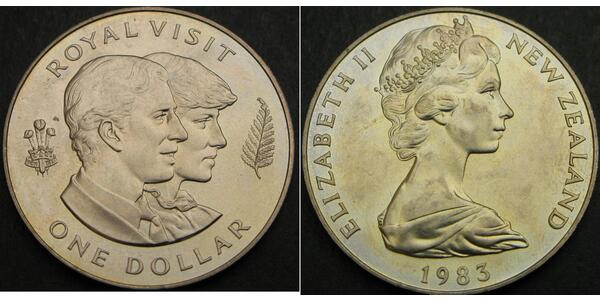 ROYAL VISIT
ONE DOLLAR
ELIZABETH II
NEW ZEALAND
1983